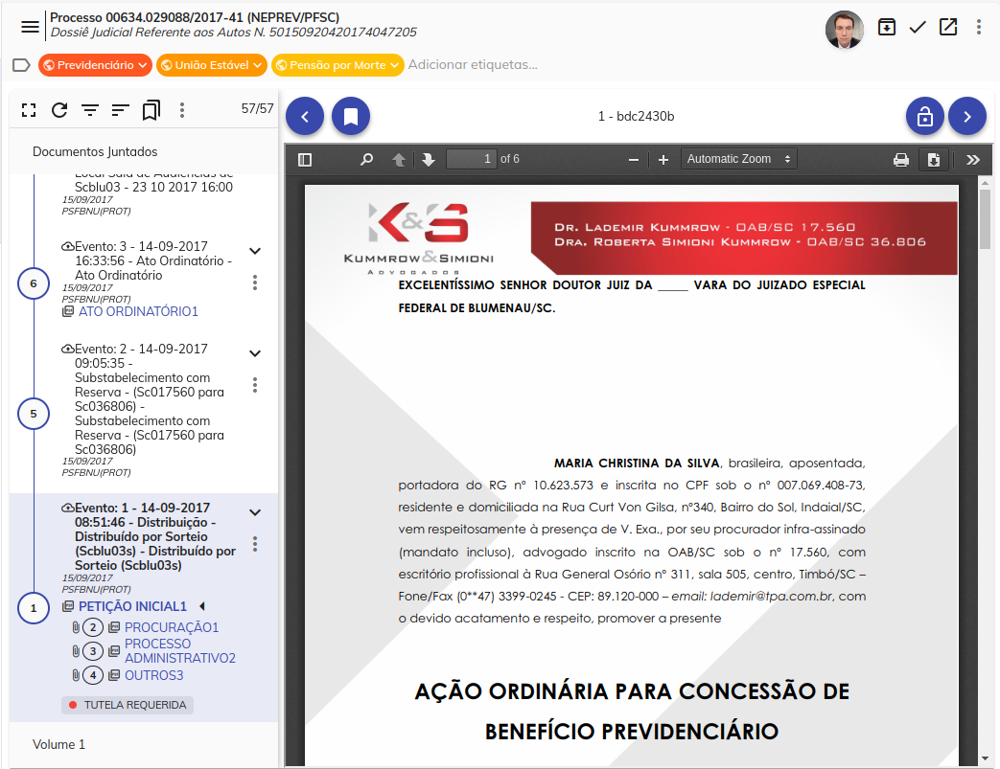 Processo 00634.029088/2017-41 (NEPREV/PFSC)
Dossiê Judicial Referente aos Autos N. 50150920420174047205
Previdenciário
União Estável
Pensão por Morte
Adicionar etiquetas...
57/57
Documentos Juntados
Local Sala de Audiências de
Scblu03 - 23 10 2017 16:00
15/09/2017
PSFBNU(PROT)
6
Evento: 3 - 14-09-2017
16:33:56 - Ato Ordinatório -
Ato Ordinatório
15/09/2017
PSFBNU(PROT)
ATO ORDINATÓRIO1
5
Evento: 2 - 14-09-2017
09:05:35 -
Substabelecimento com
Reserva - (Sc017560 para
Sc036806) -
Substabelecimento com
Reserva - (Sc017560 para
Sc036806)
15/09/2017
PSFBNU(PROT)
Evento: 1 - 14-09-2017
08:51:46 - Distribuição -
Distribuído por Sorteio
(Scblu03s) - Distribuído por
Sorteio (Scblu03s)
15/09/2017
PSFBNU(PROT)
1
PETIÇÃO INICIAL1
2 PROCURAÇÃO1
3 PROCESSO
ADMINISTRATIVO2
4 OUTROS3
TUTELA REQUERIDA
Volume 1
1 - bdc2430b
1 of 6
Automatic Zoom
K&S
KUMMROW&SIMIONI
ADVOGADOS
DR. LADEMIR KUMMROW - OAB/SC 17.560
DRA. ROBERTA SIMIONI KUMMROW - OAB/SC 36.806
EXCELENTÍSSIMO SENHOR DOUTOR JUIZ DA _____ VARA DO JUIZADO ESPECIAL
FEDERAL DE BLUMENAU/SC.
MARIA CHRISTINA DA SILVA, brasileira, aposentada,
portadora do RG nº 10.623.573 e inscrita no CPF sob o nº 007.069.408-73,
residente e domiciliada na Rua Curt Von Gilsa, nº340, Bairro do Sol, Indaial/SC,
vem respeitosamente à presença de V. Exa., por seu procurador infra-assinado
(mandato incluso), advogado inscrito na OAB/SC sob o nº 17.560, com
escritório profissional à Rua General Osório nº 311, sala 505, centro, Timbó/SC –
Fone/Fax (0**47) 3399-0245 - CEP: 89.120-000 – email: lademir@tpa.com.br, com
o devido acatamento e respeito, promover a presente
AÇÃO ORDINÁRIA PARA CONCESSÃO DE
BENEFÍCIO PREVIDENCIÁRIO